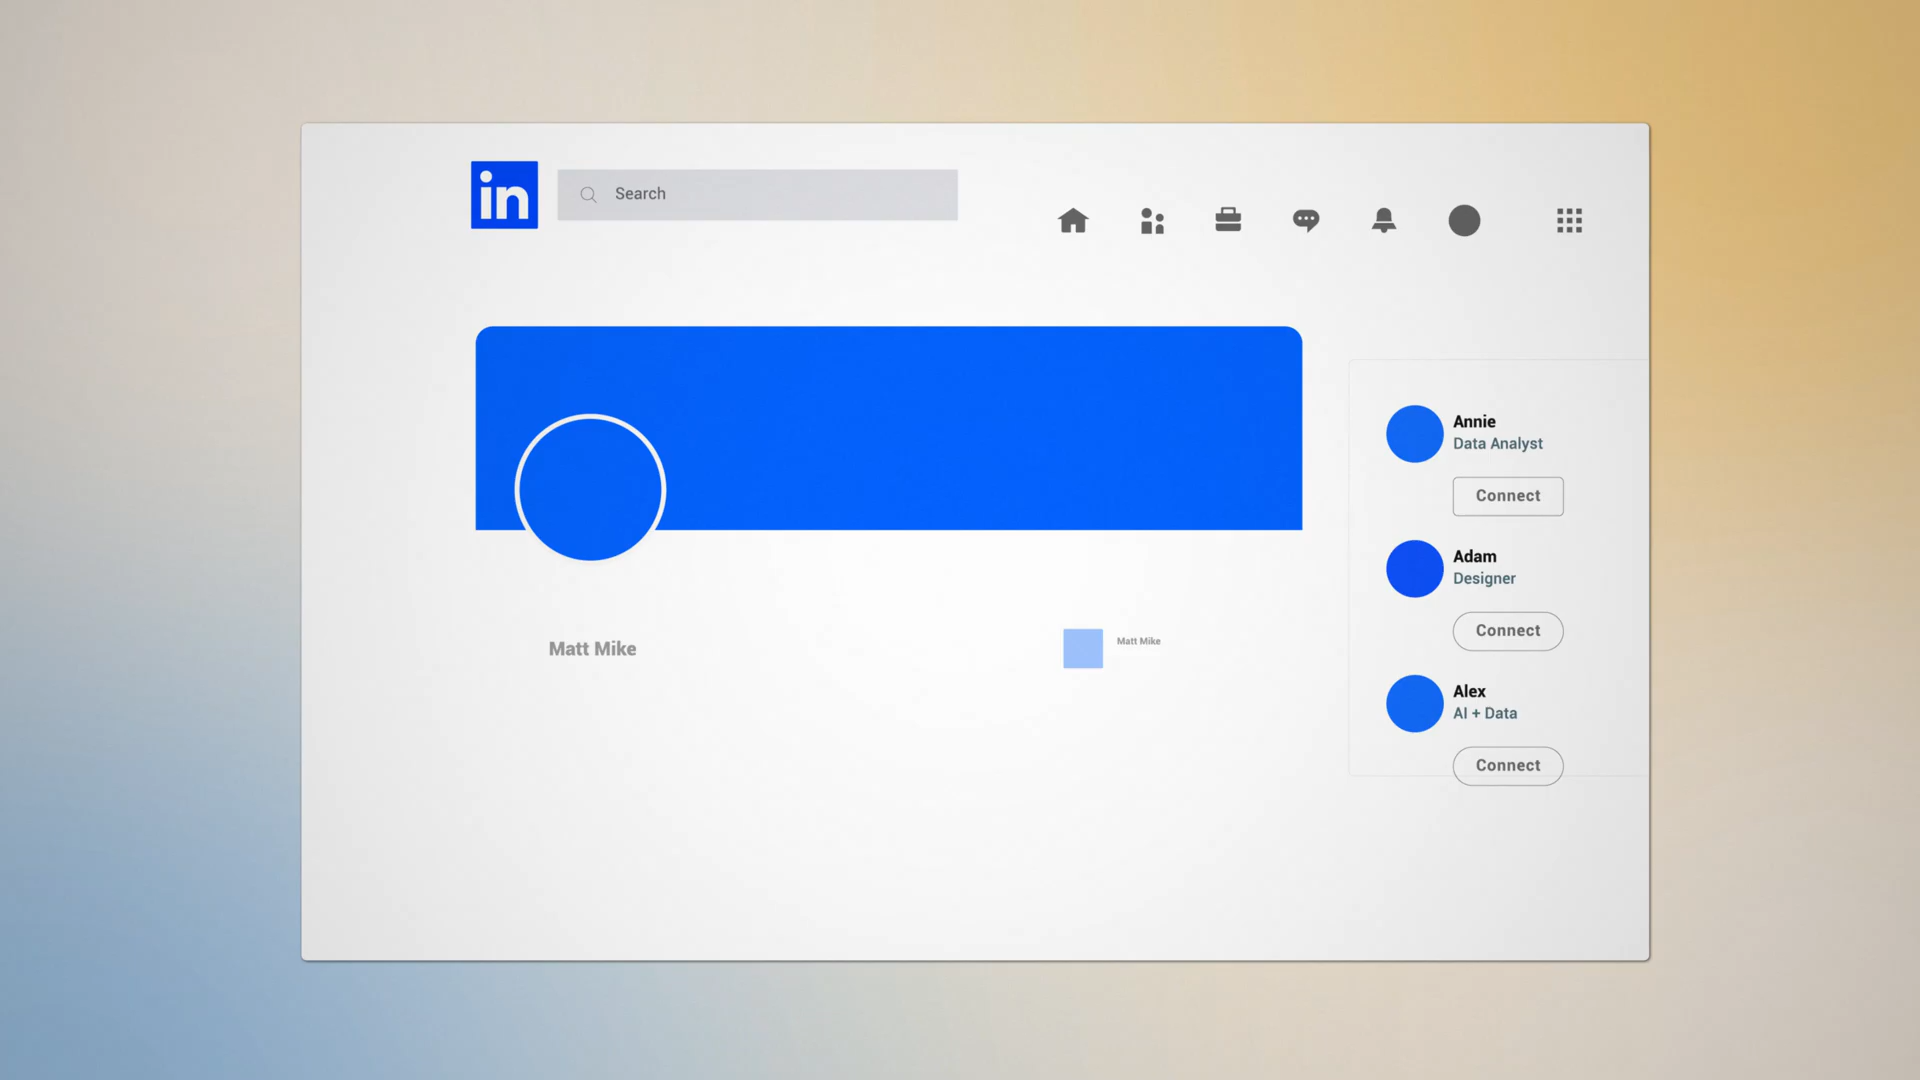 in
Search
Annie
Data Analyst
Connect
Adam
Designer
Connect
Matt Mike
Matt Mike
Alex
AI + Data
Connect